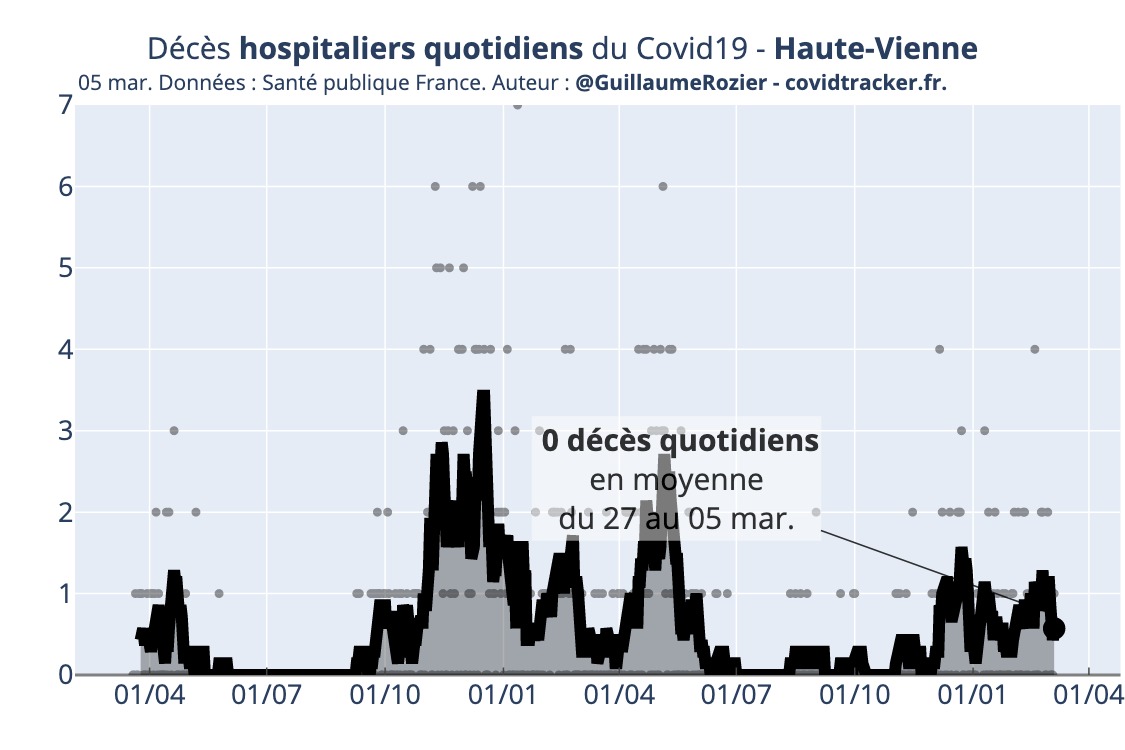 Décès hospitaliers quotidiens du Covid19 - Haute-Vienne
05 mar. Données : Santé publique France. Auteur : @GuillaumeRozier - covidtracker.fr.
7
6
5
4
3
2
1
0
0 décès quotidiens
en moyenne
du 27 au 05 mar.
01/04 01/07 01/10 01/01 01/04 01/07 01/10 01/01 01/04